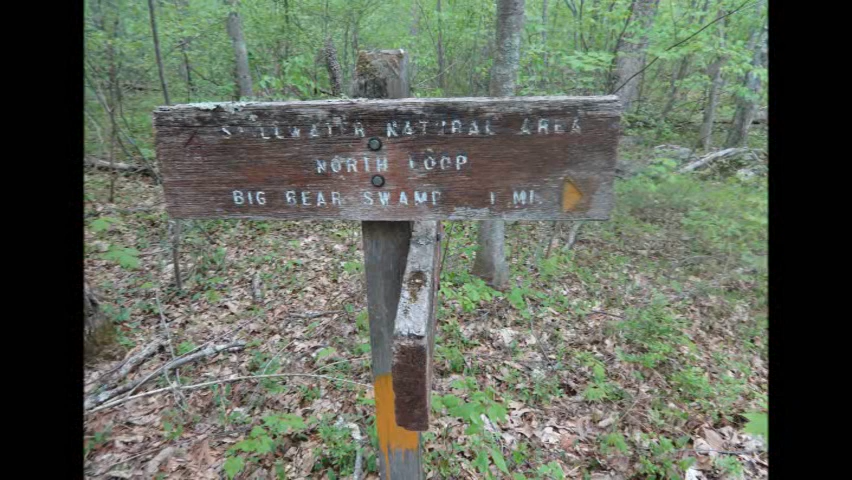 STILLWATER NATURAL AREA
NORTH LOOP
BIG BEAR SWAMP 1 MI.